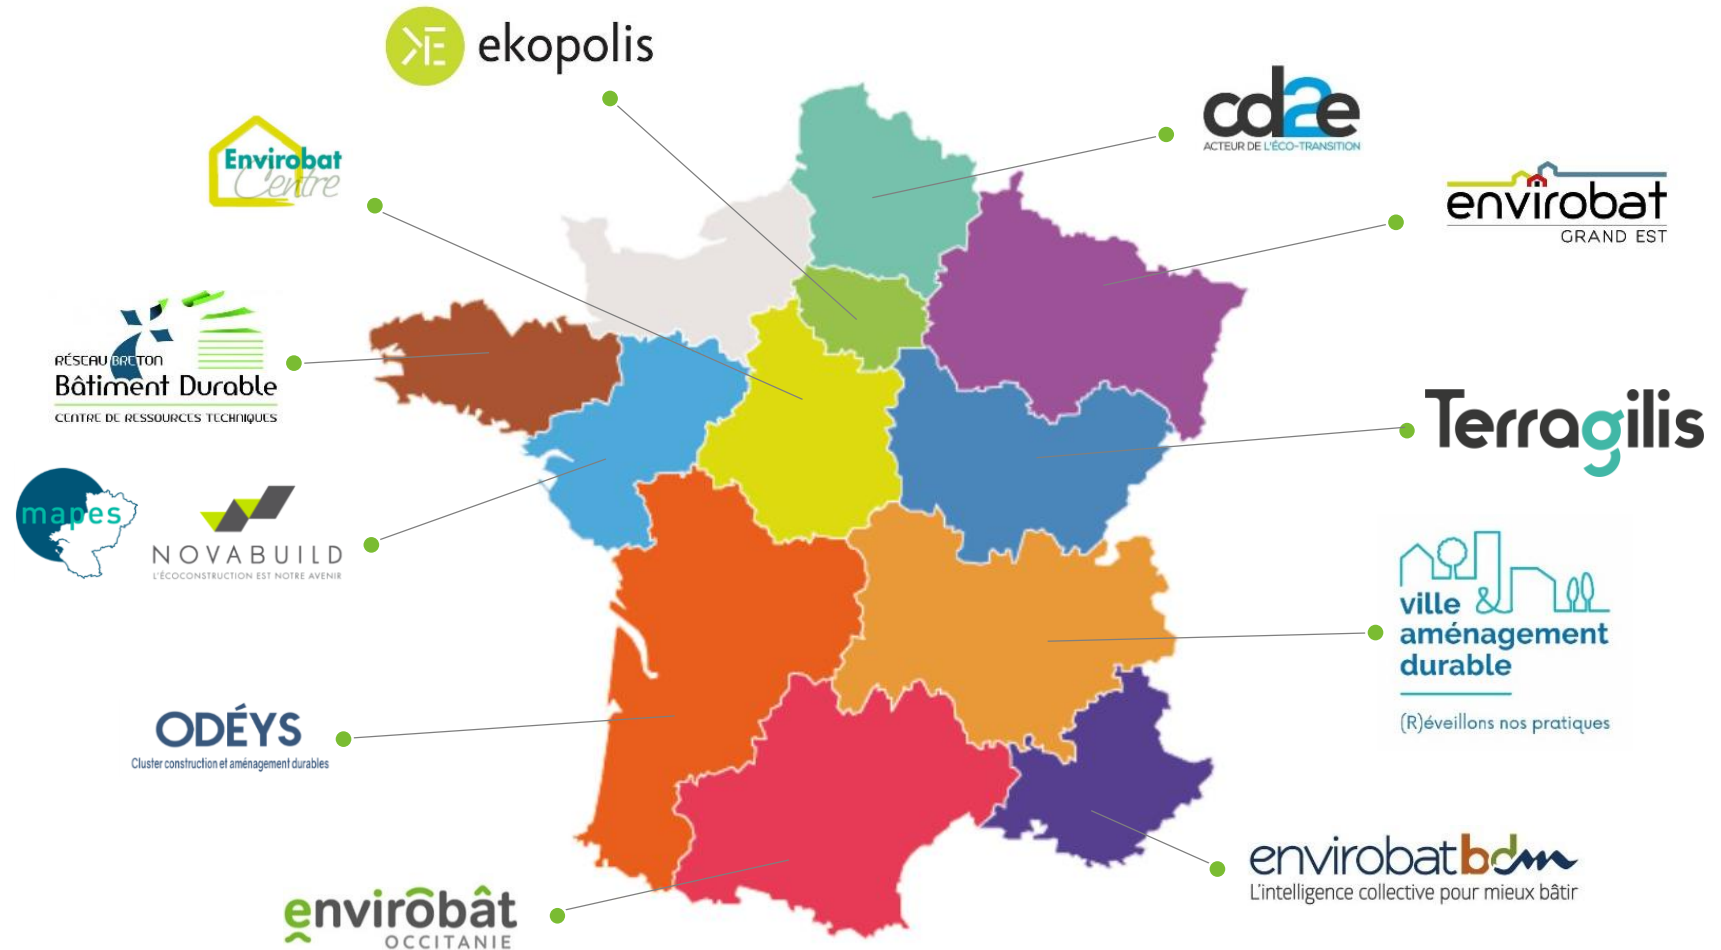 ekopolis
cd2e
ACTEUR DE L'ÉCO-TRANSITION
Envirobat
Centre
envirobat
GRAND EST
RÉSEAU BRETON
Bâtiment Durable
CENTRE DE RESSOURCES TECHNIQUES
Terragilis
mapes
NOVABUILD
L'ÉCOCONSTRUCTION EST NOTRE AVENIR
ville &
aménagement
durable
(R)éveillons nos pratiques
ODÉYS
Cluster construction et aménagement durables
envirobatbdm
L'intelligence collective pour mieux bâtir
envirobât
OCCITANIE